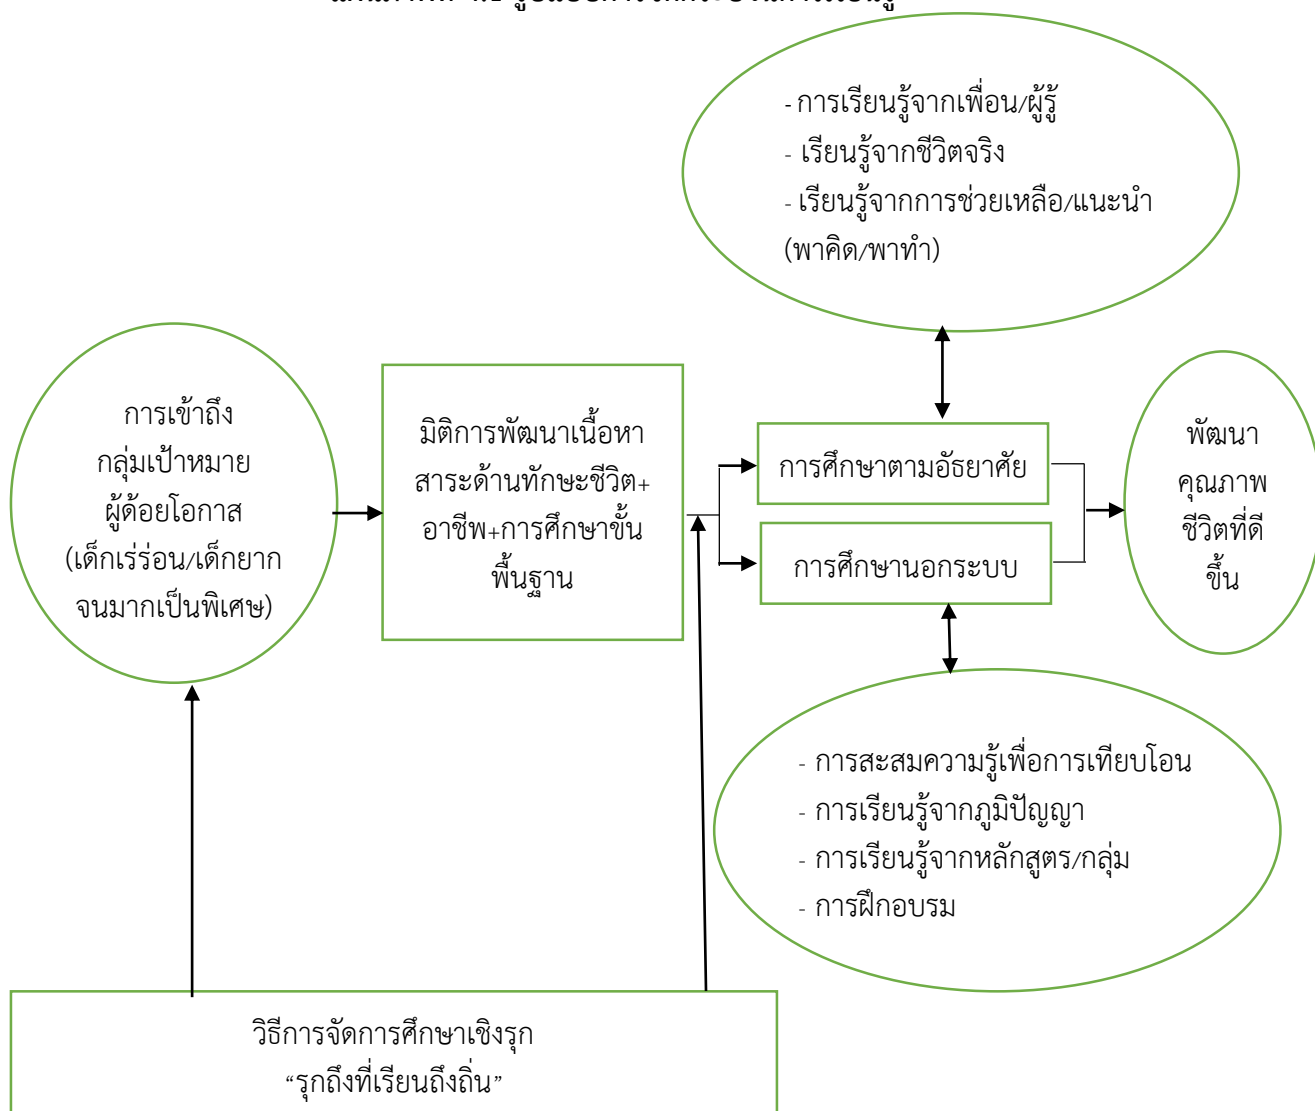 - การเรียนรู้จากเพื่อน/ผู้รู้
- เรียนรู้จากชีวิตจริง
- เรียนรู้จากการช่วยเหลือ/แนะนำ
(พาคิด/พาทำ)
การเข้าถึง
กลุ่มเป้าหมาย
ผู้ด้อยโอกาส
(เด็กเร่ร่อน/เด็กยาก
จนมากเป็นพิเศษ)
มิติการพัฒนาเนื้อหา
สาระด้านทักษะชีวิต+
อาชีพ+การศึกษาขั้น
พื้นฐาน
การศึกษาตามอัธยาศัย
การศึกษานอกระบบ
พัฒนา
คุณภาพ
ชีวิตที่ดี
ขึ้น
- การสะสมความรู้เพื่อการเทียบโอน
- การเรียนรู้จากภูมิปัญญา
- การเรียนรู้จากหลักสูตร/กลุ่ม
- การฝึกอบรม
วิธีการจัดการศึกษาเชิงรุก
“รุกถึงที่เรียนถึงถิ่น”